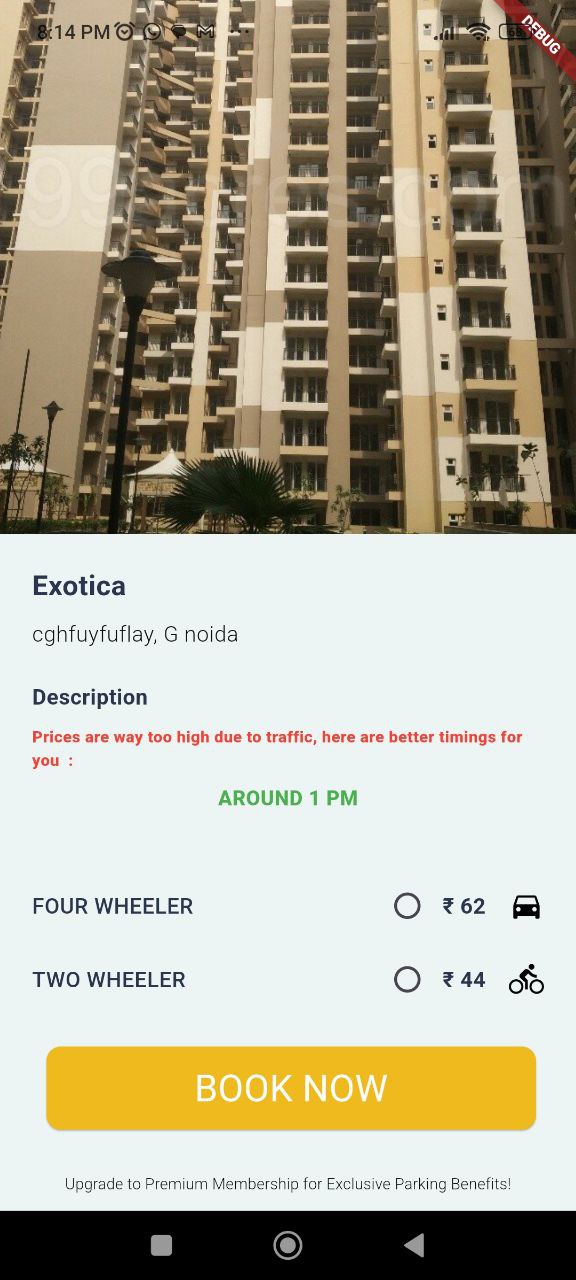 8:14 PM
DEBUG
99acres.com
Exotica
cghfuyfuflay, G noida
Description
Prices are way too high due to traffic, here are better timings for
you :
AROUND 1 PM
FOUR WHEELER ₹ 62
TWO WHEELER ₹ 44
BOOK NOW
Upgrade to Premium Membership for Exclusive Parking Benefits!